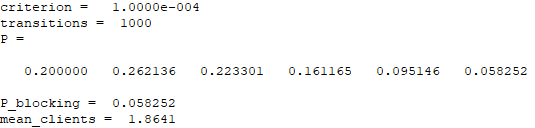 criterion = 1.0000e-004
transitions = 1000
P =
0.200000 0.262136 0.223301 0.161165 0.095146 0.058252
P_blocking = 0.058252
mean_clients = 1.8641